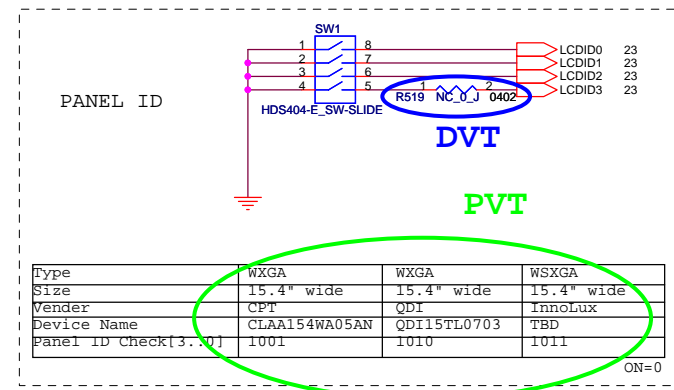 SW1
1 8 LCDID0 23
2 7 LCDID1 23
3 6 LCDID2 23
4 5 1 2 LCDID3 23
R519 NC_0_J 0402
PANEL ID
HDS404-E_SW-SLIDE
DVT
PVT
Type WXGA WXGA WSXGA
Size 15.4" wide 15.4" wide 15.4" wide
Vender CPT QDI InnoLux
Device Name CLAA154WA05AN QDI15TL0703 TBD
Panel ID Check[3..0] 1001 1010 1011
ON=0